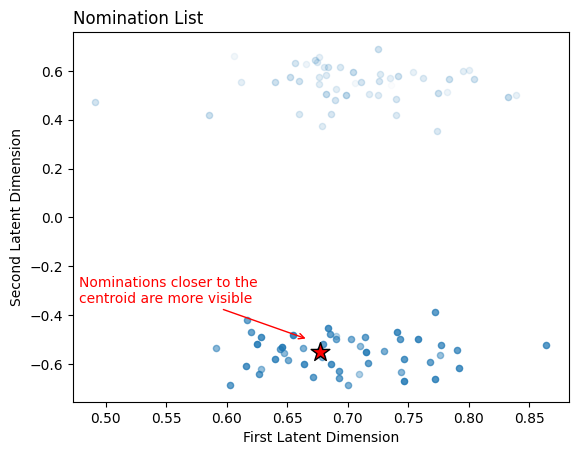 Nomination List
Second Latent Dimension
0.6
0.4
0.2
0.0
−0.2
−0.4
−0.6
Nominations closer to the
centroid are more visible
0.50 0.55 0.60 0.65 0.70 0.75 0.80 0.85
First Latent Dimension